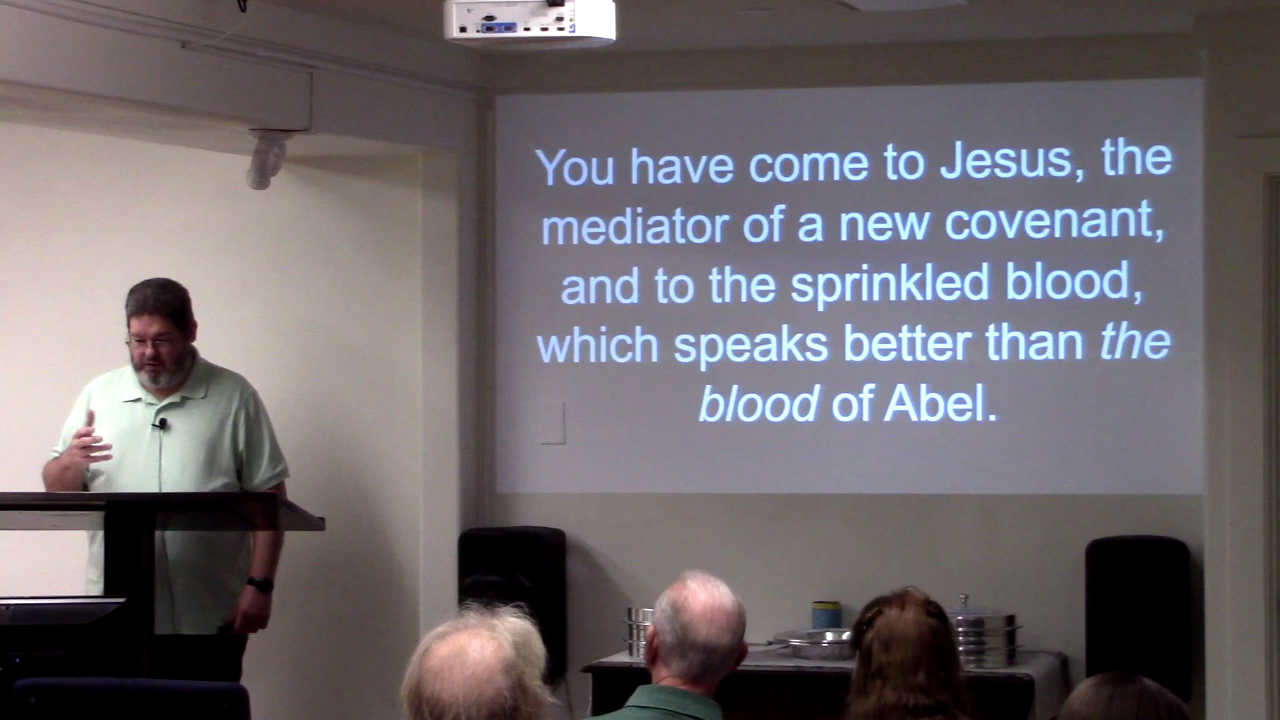 You have come to Jesus, the
mediator of a new covenant,
and to the sprinkled blood,
which speaks better than the
blood of Abel.